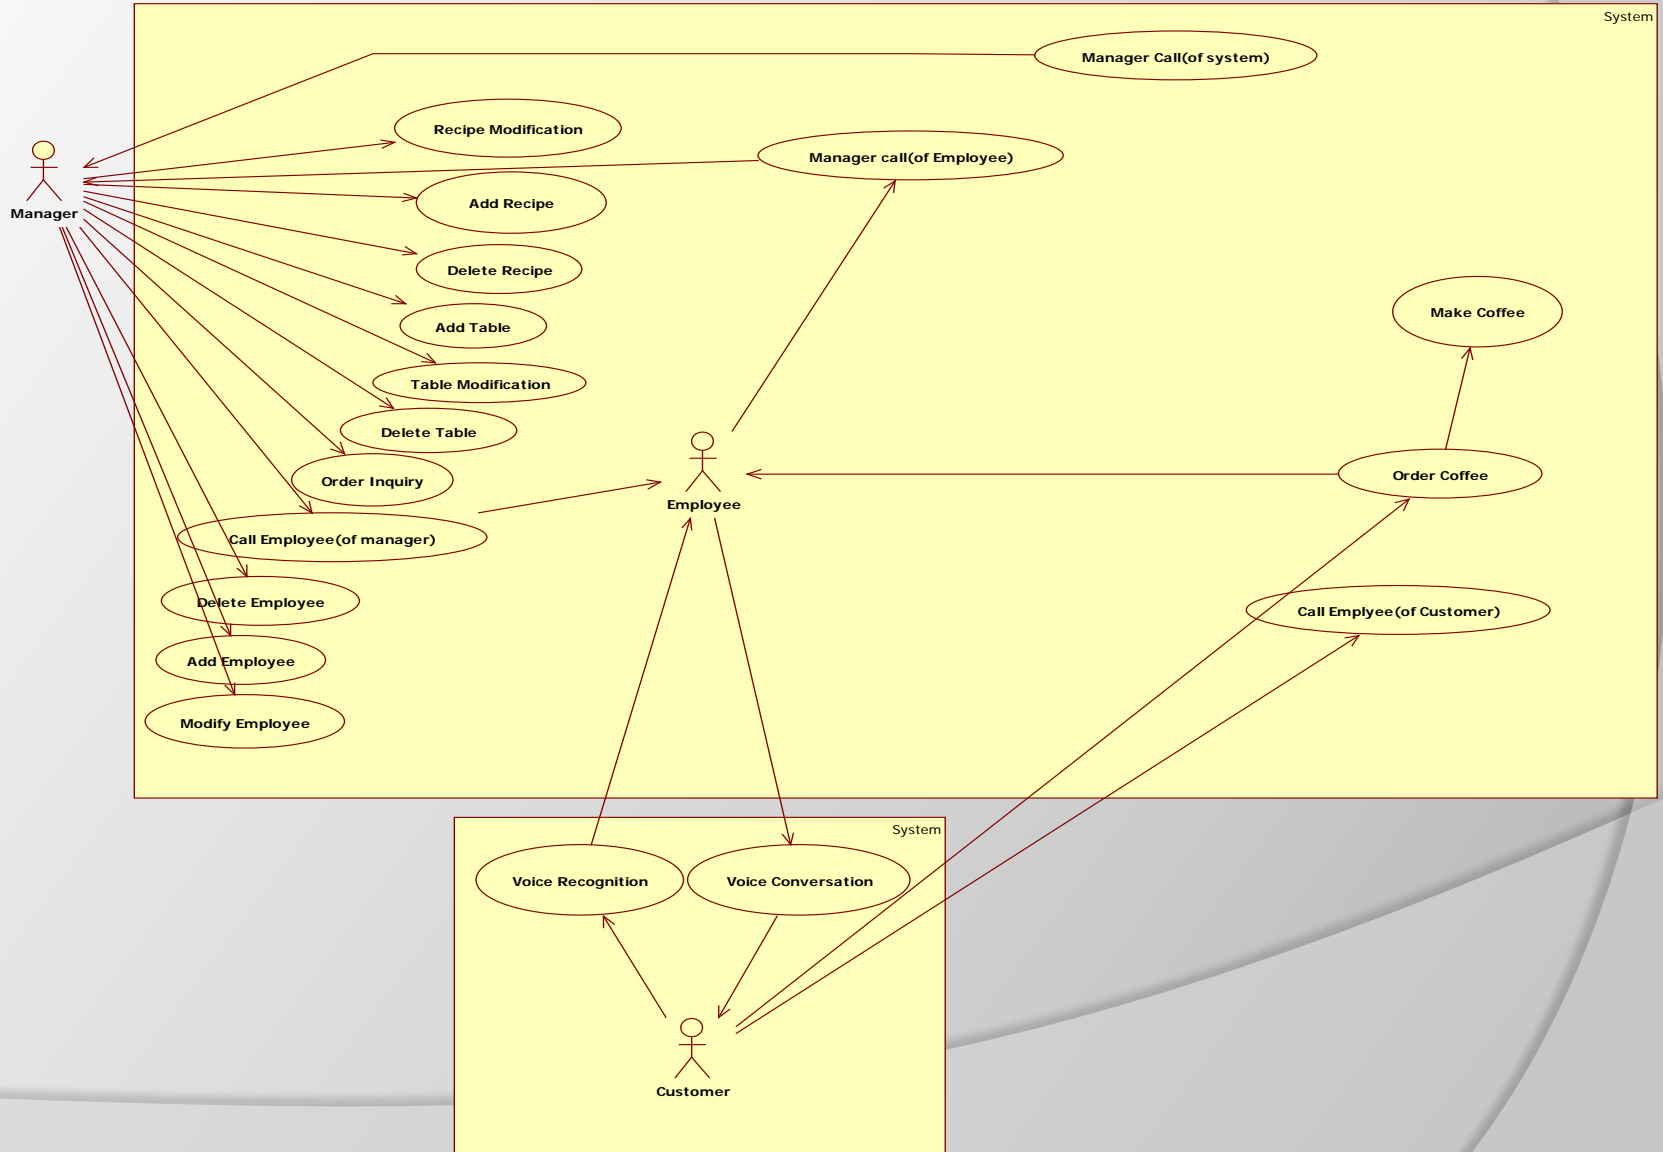 System
Manager Call(of system)
Recipe Modification
Manager call(of Employee)
Manager
Add Recipe
Delete Recipe
Make Coffee
Add Table
Table Modification
Delete Table
Order Inquiry
Order Coffee
Employee
Call Employee(of manager)
Delete Employee
Call Emplyee(of Customer)
Add Employee
Modify Employee
System
Voice Recognition
Voice Conversation
Customer